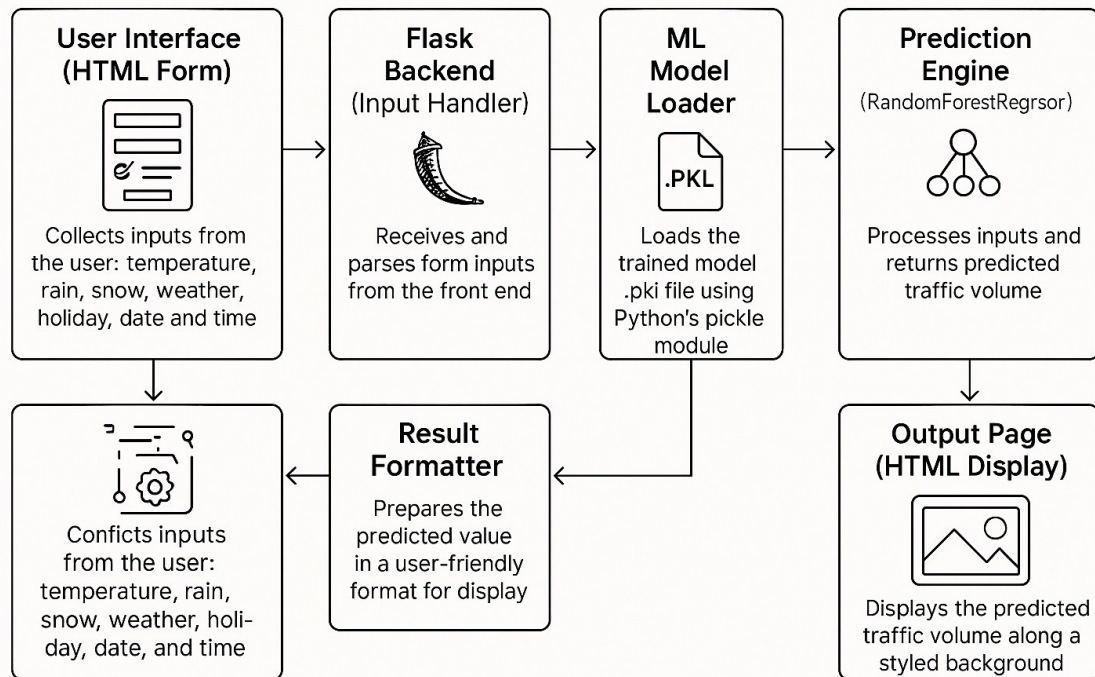 User Interface
(HTML Form)
Collects inputs from
the user: temperature,
rain, snow, weather,
holiday, date and time
Flask
Backend
(Input Handler)
Receives and
parses form inputs
from the front end
ML
Model
Loader
.PKL
Loads the
trained model
.pki file using
Python's pickle
module
Prediction
Engine
(RandomForestRegrsor)
Processes inputs and
returns predicted
traffic volume
Conficts inputs
from the user:
temperature, rain,
snow, weather, holi-
day, date, and time
Result
Formatter
Prepares the
predicted value
in a user-friendly
format for display
Output Page
(HTML Display)
Displays the predicted
traffic volume along a
styled background